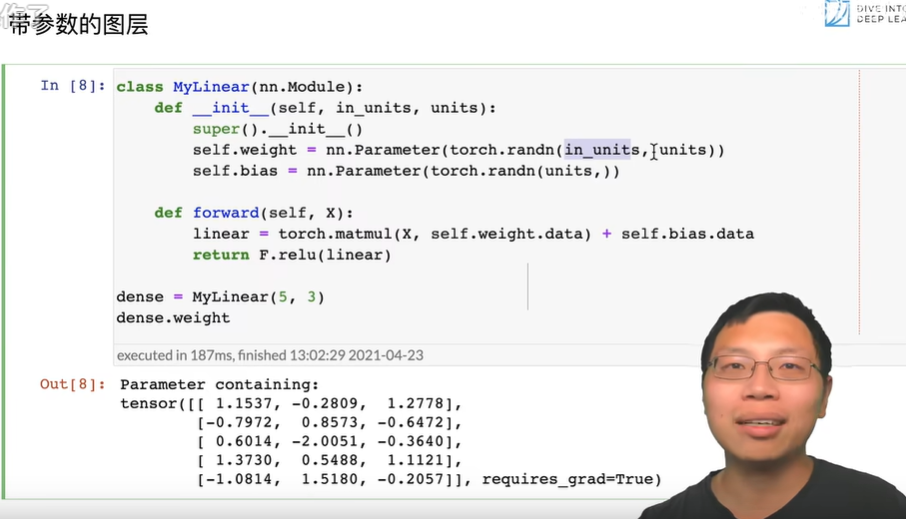 带参数的图层
DIVE INTO
DEEP LEA
In [8]:
class MyLinear(nn.Module):
    def __init__(self, in_units, units):
        super().__init__()
        self.weight = nn.Parameter(torch.randn(in_units, units))
        self.bias = nn.Parameter(torch.randn(units,))

    def forward(self, X):
        linear = torch.matmul(X, self.weight.data) + self.bias.data
        return F.relu(linear)

dense = MyLinear(5, 3)
dense.weight
executed in 187ms, finished 13:02:29 2021-04-23
Out[8]: Parameter containing:
tensor([[ 1.1537, -0.2809,  1.2778],
        [-0.7972,  0.8573, -0.6472],
        [ 0.6014, -2.0051, -0.3640],
        [ 1.3730,  0.5488,  1.1121],
        [-1.0814,  1.5180, -0.2057]], requires_grad=True)